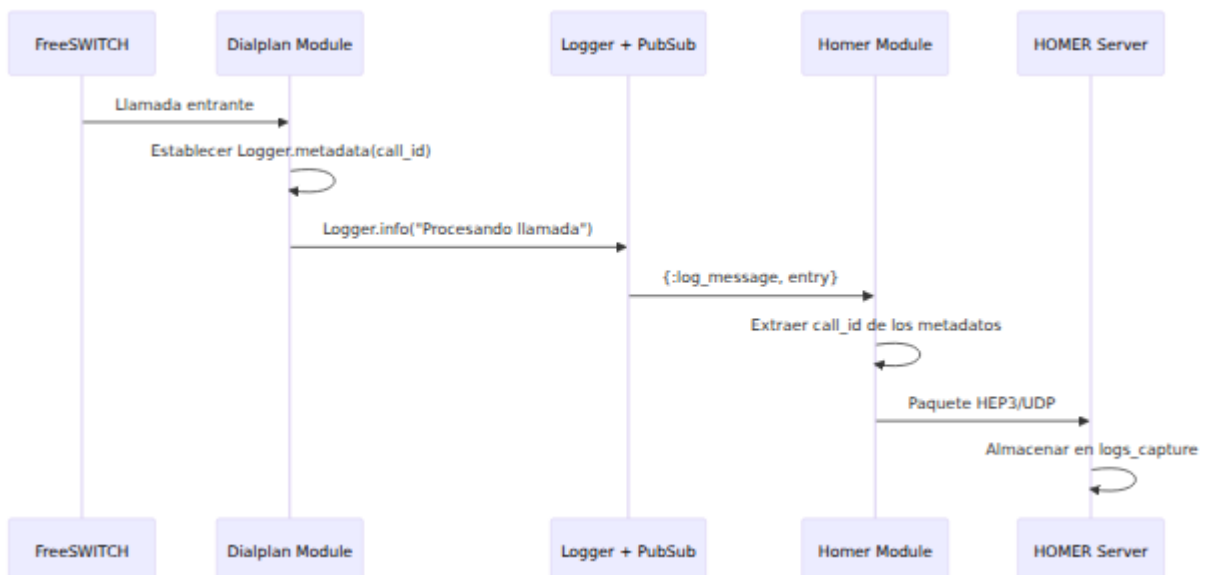 FreeSWITCH
Dialplan Module
Logger + PubSub
Homer Module
HOMER Server
Llamada entrante
Establecer Logger.metadata(call_id)
Logger.info("Procesando llamada")
{:log_message, entry}
Extraer call_id de los metadatos
Paquete HEP3/UDP
Almacenar en logs_capture
FreeSWITCH
Dialplan Module
Logger + PubSub
Homer Module
HOMER Server